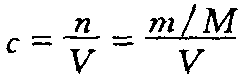 c = n/V = (m/M)/V